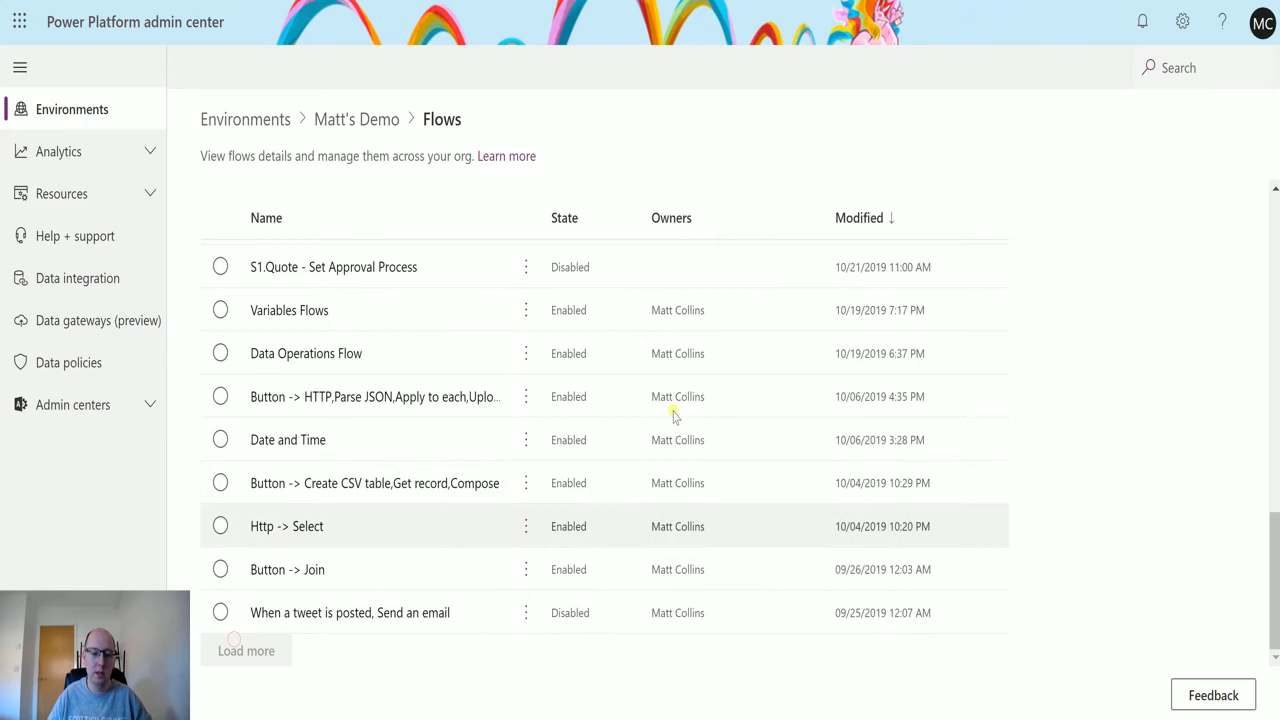 Power Platform admin center
MC
Search
Environments
Analytics
Resources
Help + support
Data integration
Data gateways (preview)
Data policies
Admin centers
Environments > Matt's Demo > Flows
View flows details and manage them across your org. Learn more
Name State Owners Modified ↓
S1.Quote - Set Approval Process Disabled 10/21/2019 11:00 AM
Variables Flows Enabled Matt Collins 10/19/2019 7:17 PM
Data Operations Flow Enabled Matt Collins 10/19/2019 6:37 PM
Button -> HTTP,Parse JSON,Apply to each,Uplo... Enabled Matt Collins 10/06/2019 4:35 PM
Date and Time Enabled Matt Collins 10/06/2019 3:28 PM
Button -> Create CSV table,Get record,Compose Enabled Matt Collins 10/04/2019 10:29 PM
Http -> Select Enabled Matt Collins 10/04/2019 10:20 PM
Button -> Join Enabled Matt Collins 09/26/2019 12:03 AM
When a tweet is posted, Send an email Disabled Matt Collins 09/25/2019 12:07 AM
Load more
Feedback